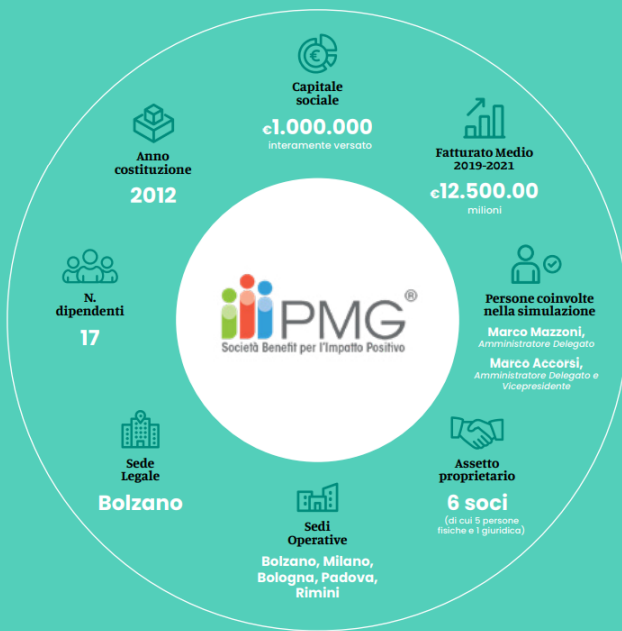 Capitale
sociale
€1.000.000
interamente versato
Fatturato Medio
2019-2021
€12.500.00
milioni
Persone coinvolte
nella simulazione
Marco Mazzoni,
Amministratore Delegato
Marco Accorsi,
Amministratore Delegato e
Vicepresidente
Assetto
proprietario
6 soci
(di cui 5 persone
fisiche e 1 giuridica)
Sedi
Operative
Bolzano, Milano,
Bologna, Padova,
Rimini
Sede
Legale
Bolzano
N.
dipendenti
17
Anno
costituzione
2012
PMG®
Società Benefit per l'Impatto Positivo